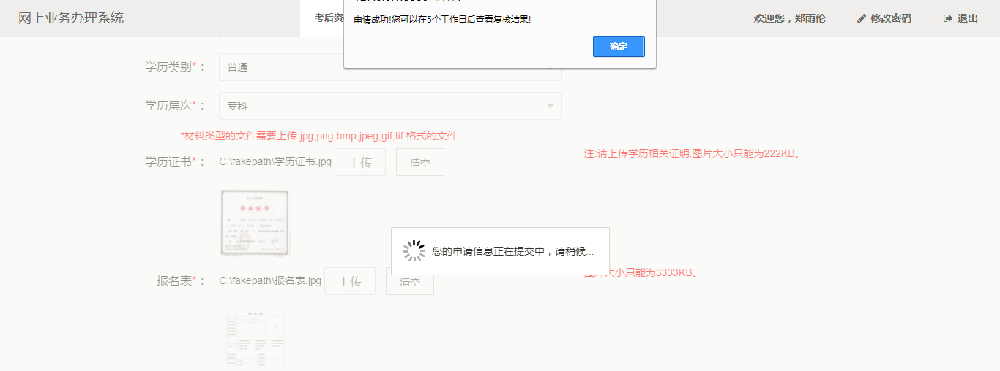 网上业务办理系统
考后资
欢迎您，郑雨伦
修改密码
退出
申请成功!您可以在5个工作日后查看复核结果!
确定
学历类别*：
普通
学历层次*：
专科
*材料类型的文件需要上传 jpg,png,bmp,jpeg,gif,tif 格式的文件
学历证书*： C:\fakepath\学历证书.jpg 上传 清空
注:请上传学历相关证明,图片大小只能为222KB。
毕业证书
您的申请信息正在提交中，请稍候...
报名表*： C:\fakepath\报名表.jpg 上传 清空
图片大小只能为3333KB。